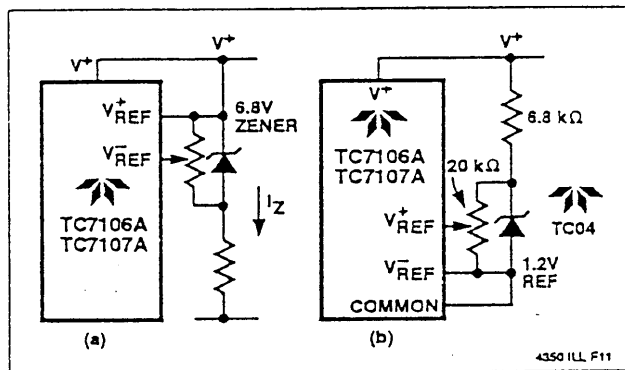 V+
V+
V+REF
6.8V
ZENER
V−REF
TC7106A
TC7107A
IZ
(a)
V+
V+
6.8 kΩ
TC7106A
TC7107A
20 kΩ
TC04
V+REF
V−REF
1.2V
REF
COMMON
(b)
4350 ILL F11